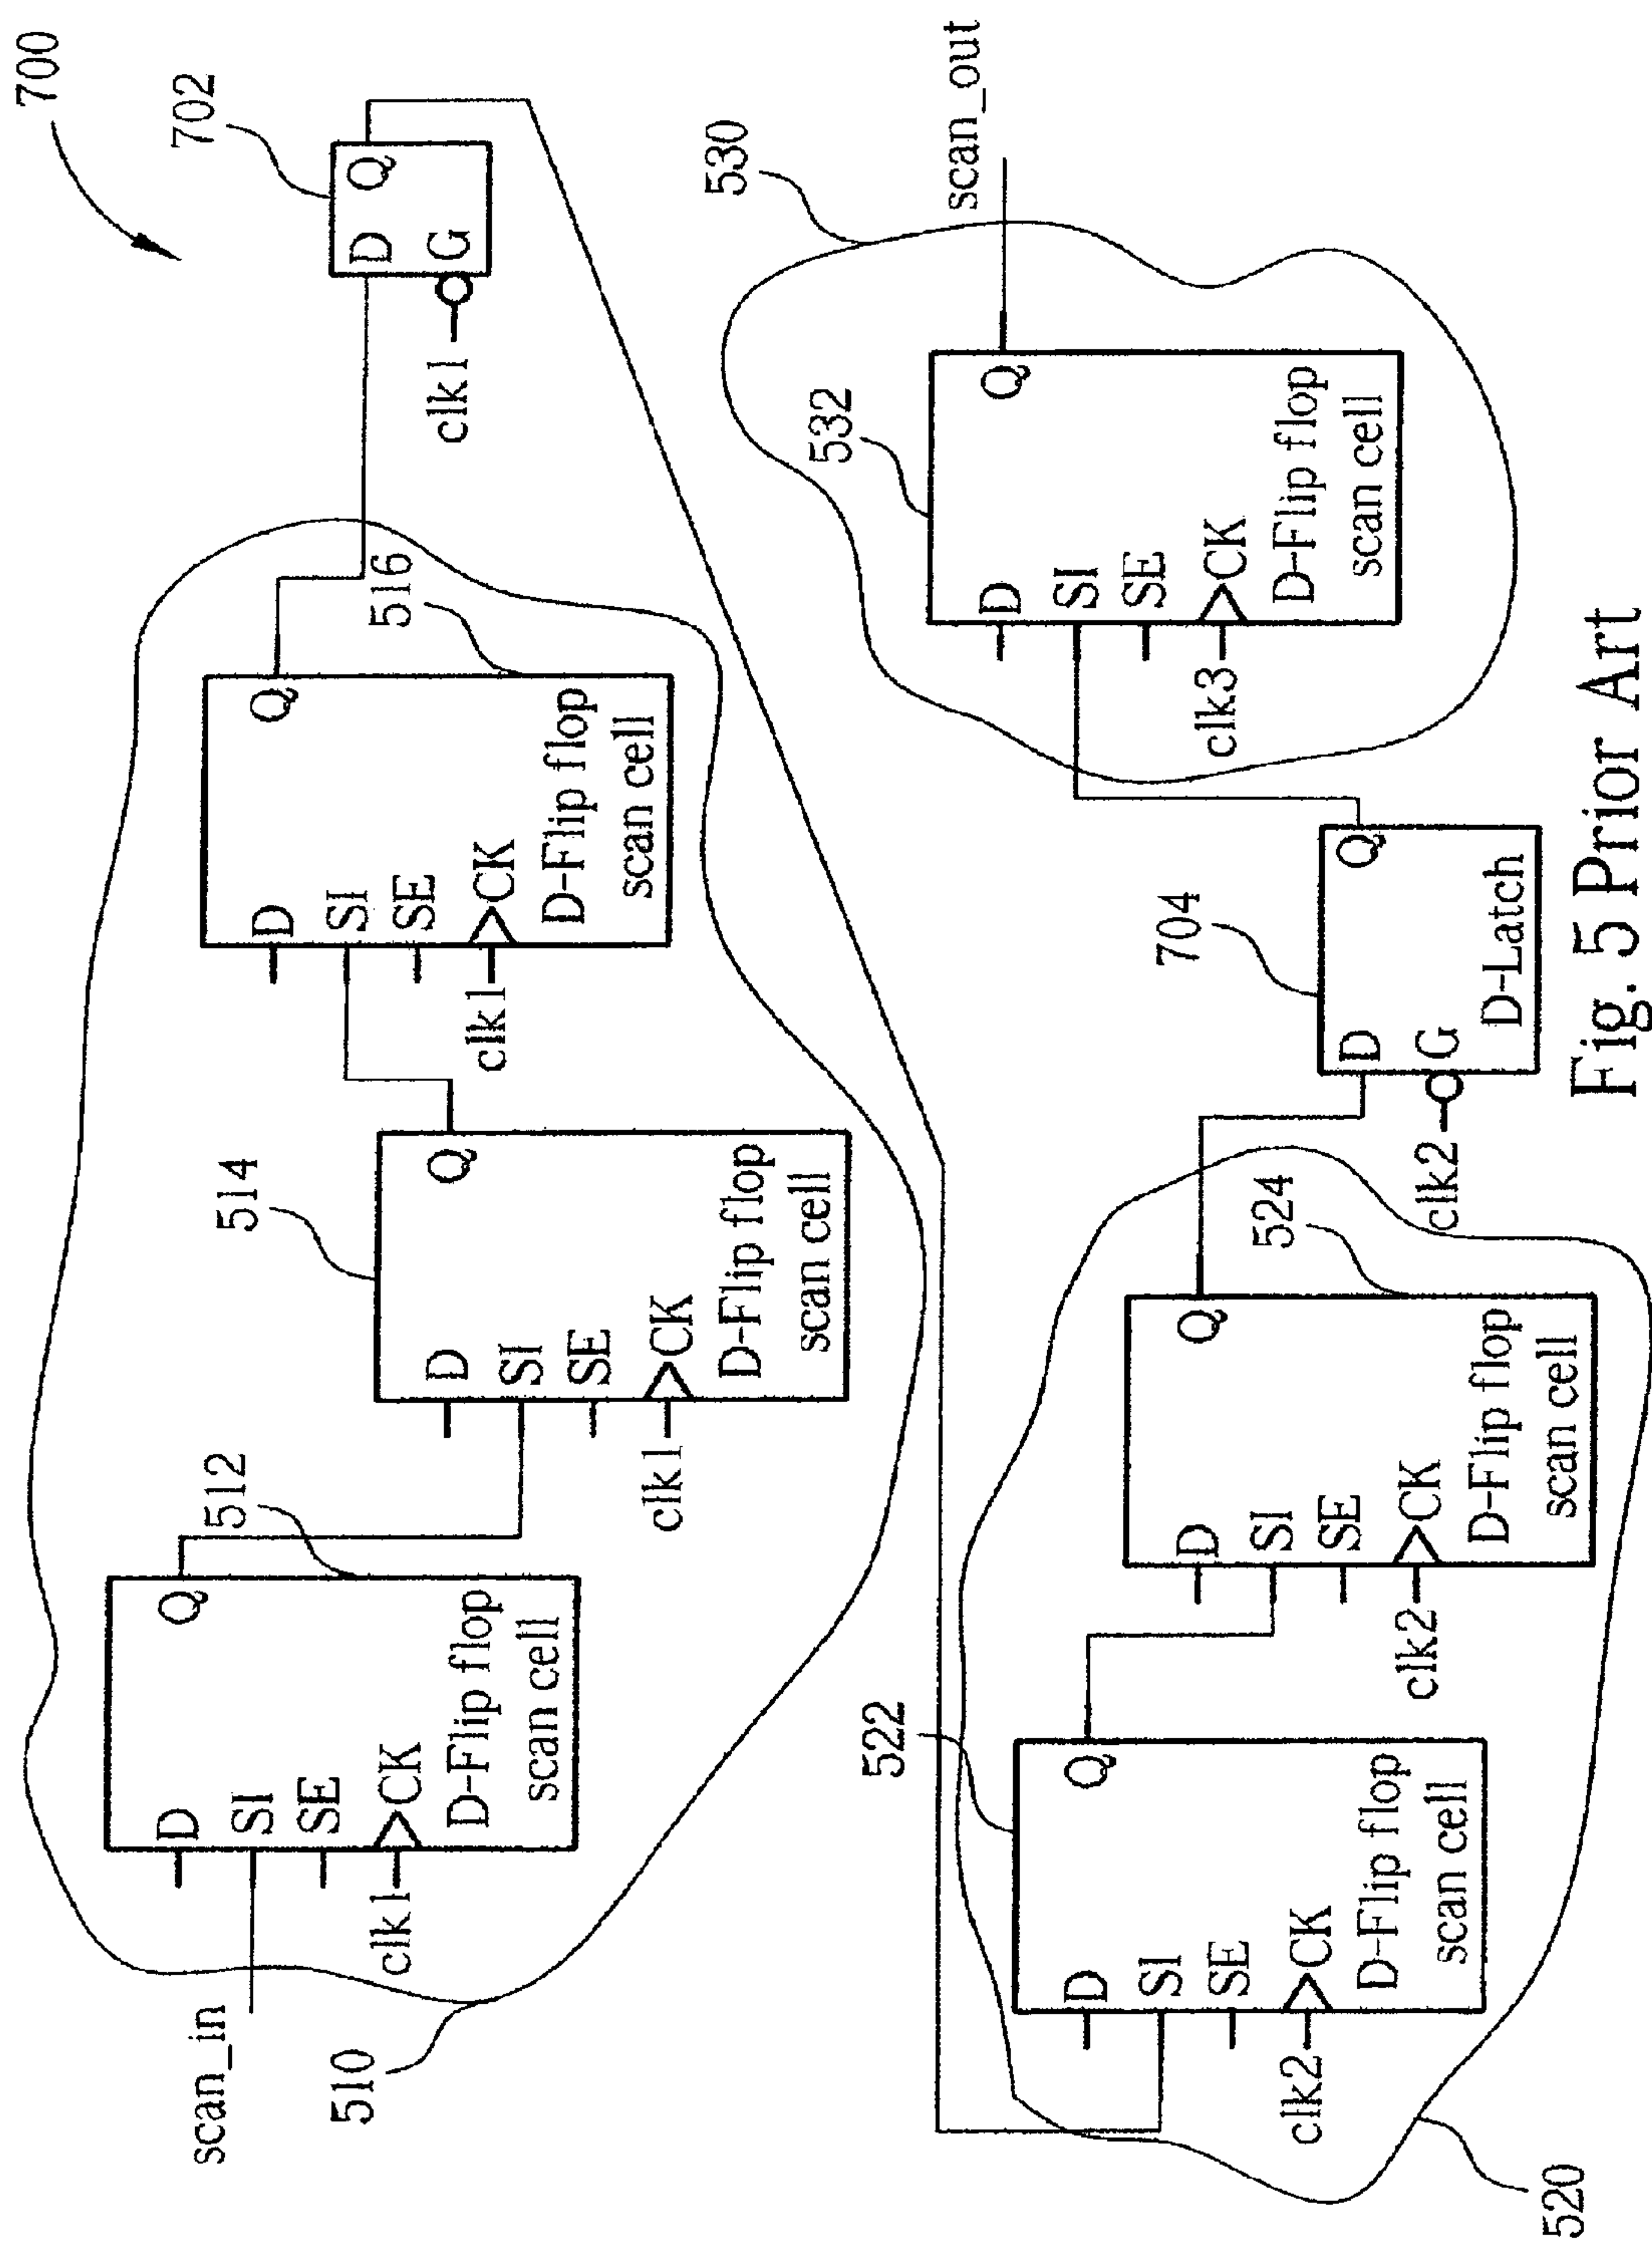 700
scan_in
510
D
SI
SE
CK
Q
clk1
D-Flip flop
scan cell
512
D
SI
SE
CK
Q
clk1
D-Flip flop
scan cell
514
D
SI
SE
CK
Q
clk1
D-Flip flop
scan cell
516
D
Q
G
clk1
702
520
D
SI
SE
CK
Q
clk2
D-Flip flop
scan cell
522
D
SI
SE
CK
Q
clk2
D-Flip flop
scan cell
524
D
Q
G
clk2
D-Latch
704
D
SI
SE
CK
Q
clk3
D-Flip flop
scan cell
532
530
scan_out
Fig. 5 Prior Art